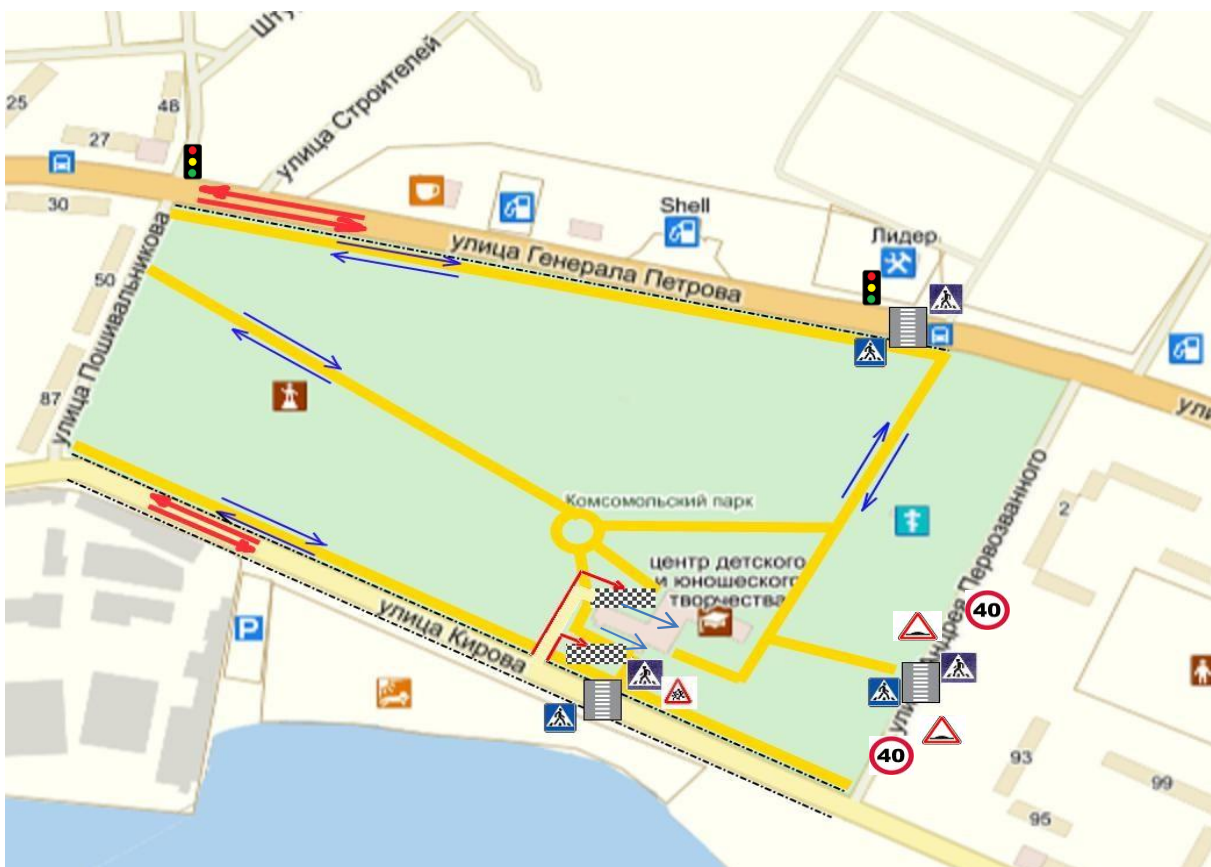 25
48
27
30
улица Строителей
улица Генерала Петрова
Shell
Лидер
улица Пошивальникова
50
87
Комсомольский парк
центр детского
и юношеского
творчества
P
улица Кирова
2
40
40
93
99
95